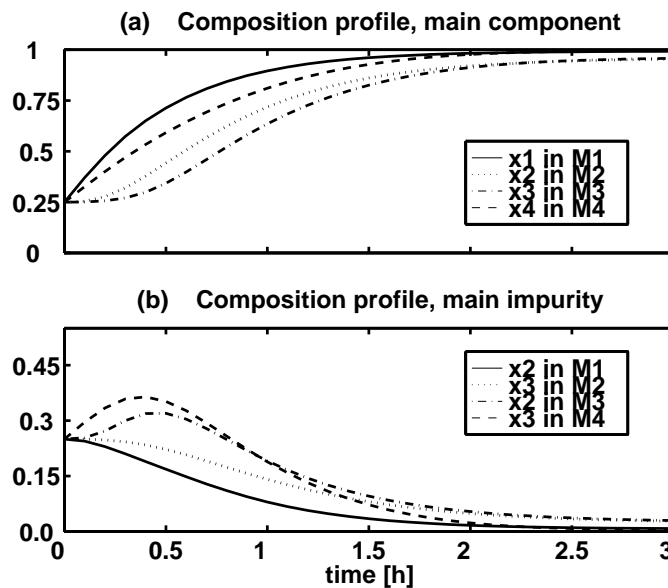 (a) Composition profile, main component
1
0.75
0.5
0.25
0
x1 in M1
x2 in M2
x3 in M3
x4 in M4
(b) Composition profile, main impurity
0.45
0.3
0.15
0.0
x2 in M1
x3 in M2
x2 in M3
x3 in M4
0 0.5 1 1.5 2 2.5 3
time [h]